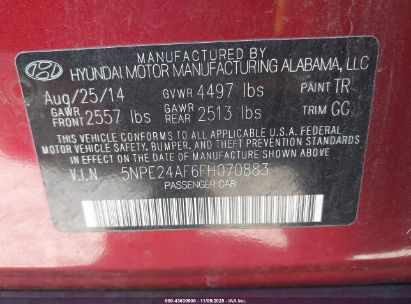 MANUFACTURED BY
HYUNDAI MOTOR MANUFACTURING ALABAMA, LLC
Aug/25/14 GVWR 4497 lbs PAINT TR
GAWR FRONT 2557 lbs GAWR REAR 2513 lbs TRIM GC
THIS VEHICLE CONFORMS TO ALL APPLICABLE U.S.A. FEDERAL
MOTOR VEHICLE SAFETY, BUMPER, AND THEFT PREVENTION
STANDARDS IN EFFECT ON THE DATE OF MANUFACTURE SHOWN ABOVE.
V.I.N 5NPE24AF6FH070883
PASSENGER CAR